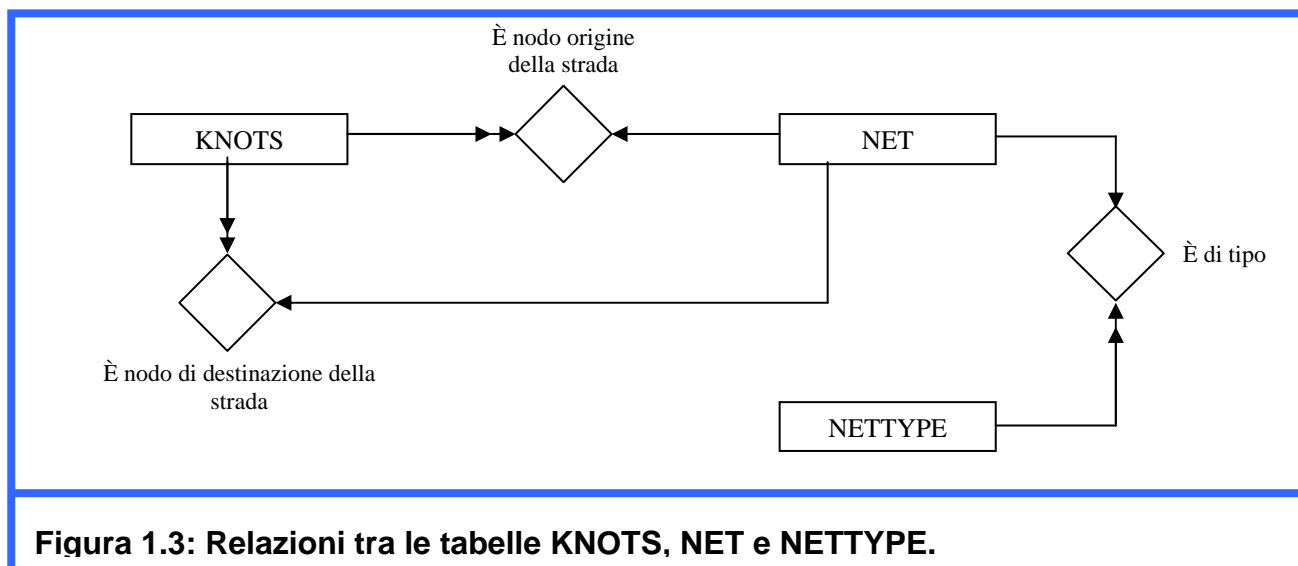 È nodo origine
della strada
KNOTS
NET
È di tipo
È nodo di destinazione della
strada
NETTYPE
Figura 1.3: Relazioni tra le tabelle KNOTS, NET e NETTYPE.